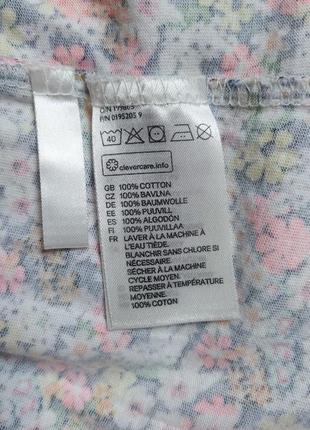 P/N 0195205 9
40
clevercare.info
GB 100% COTTON
CZ 100% BAVLNA
DE 100% BAUMWOLLE
EE 100% PUUVILL
ES 100% ALGODÓN
FI 100% PUUVILLAA
FR LAVER À LA MACHINE À
L'EAU TIÈDE.
BLANCHIR SANS CHLORE SI
NÉCESSAIRE.
SÉCHER À LA MACHINE
CYCLE MOYEN.
REPASSER À TEMPÉRATURE
MOYENNE.
100% COTON